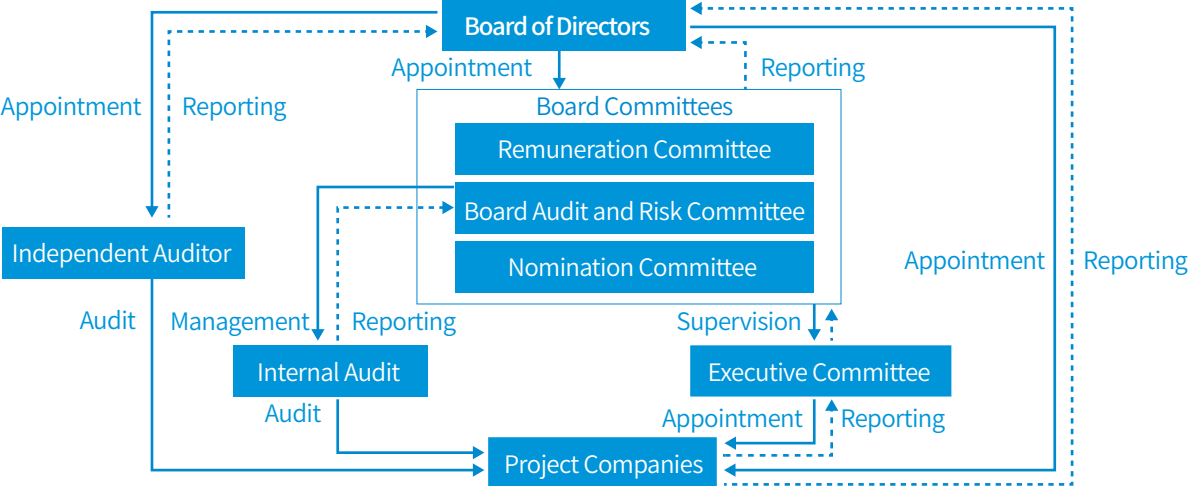 Board of Directors
Appointment
Reporting
Appointment
Reporting
Board Committees
Remuneration Committee
Board Audit and Risk Committee
Independent Auditor
Nomination Committee
Appointment
Reporting
Audit
Management
Reporting
Supervision
Internal Audit
Executive Committee
Audit
Appointment
Reporting
Project Companies